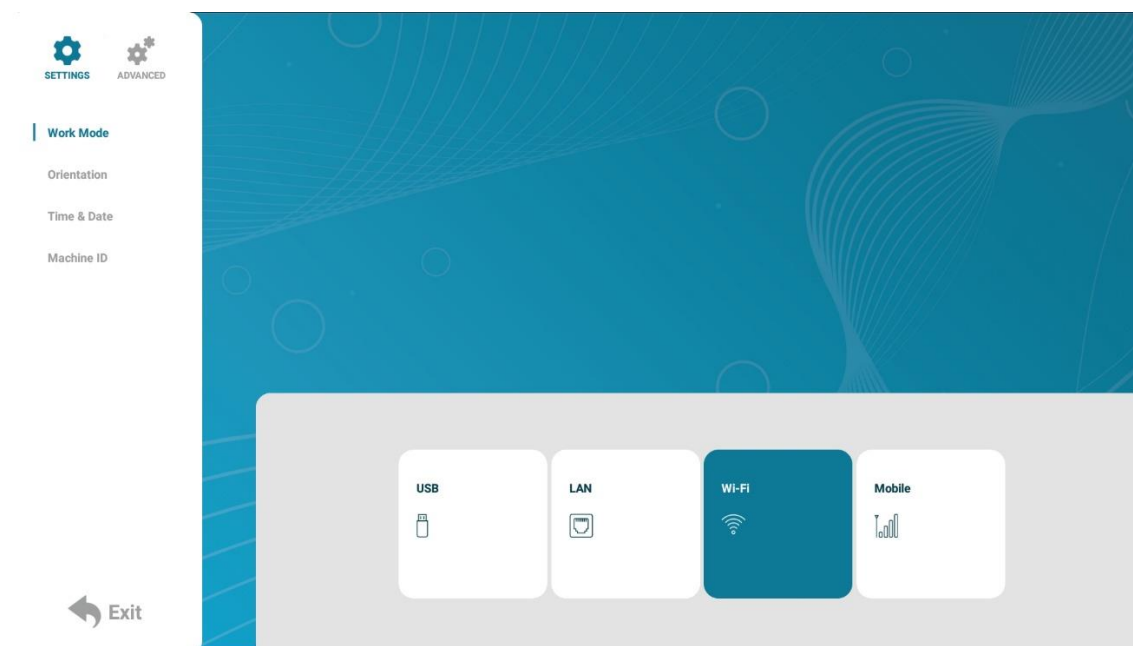 SETTINGS ADVANCED
Work Mode
Orientation
Time & Date
Machine ID
USB LAN Wi-Fi Mobile
Exit